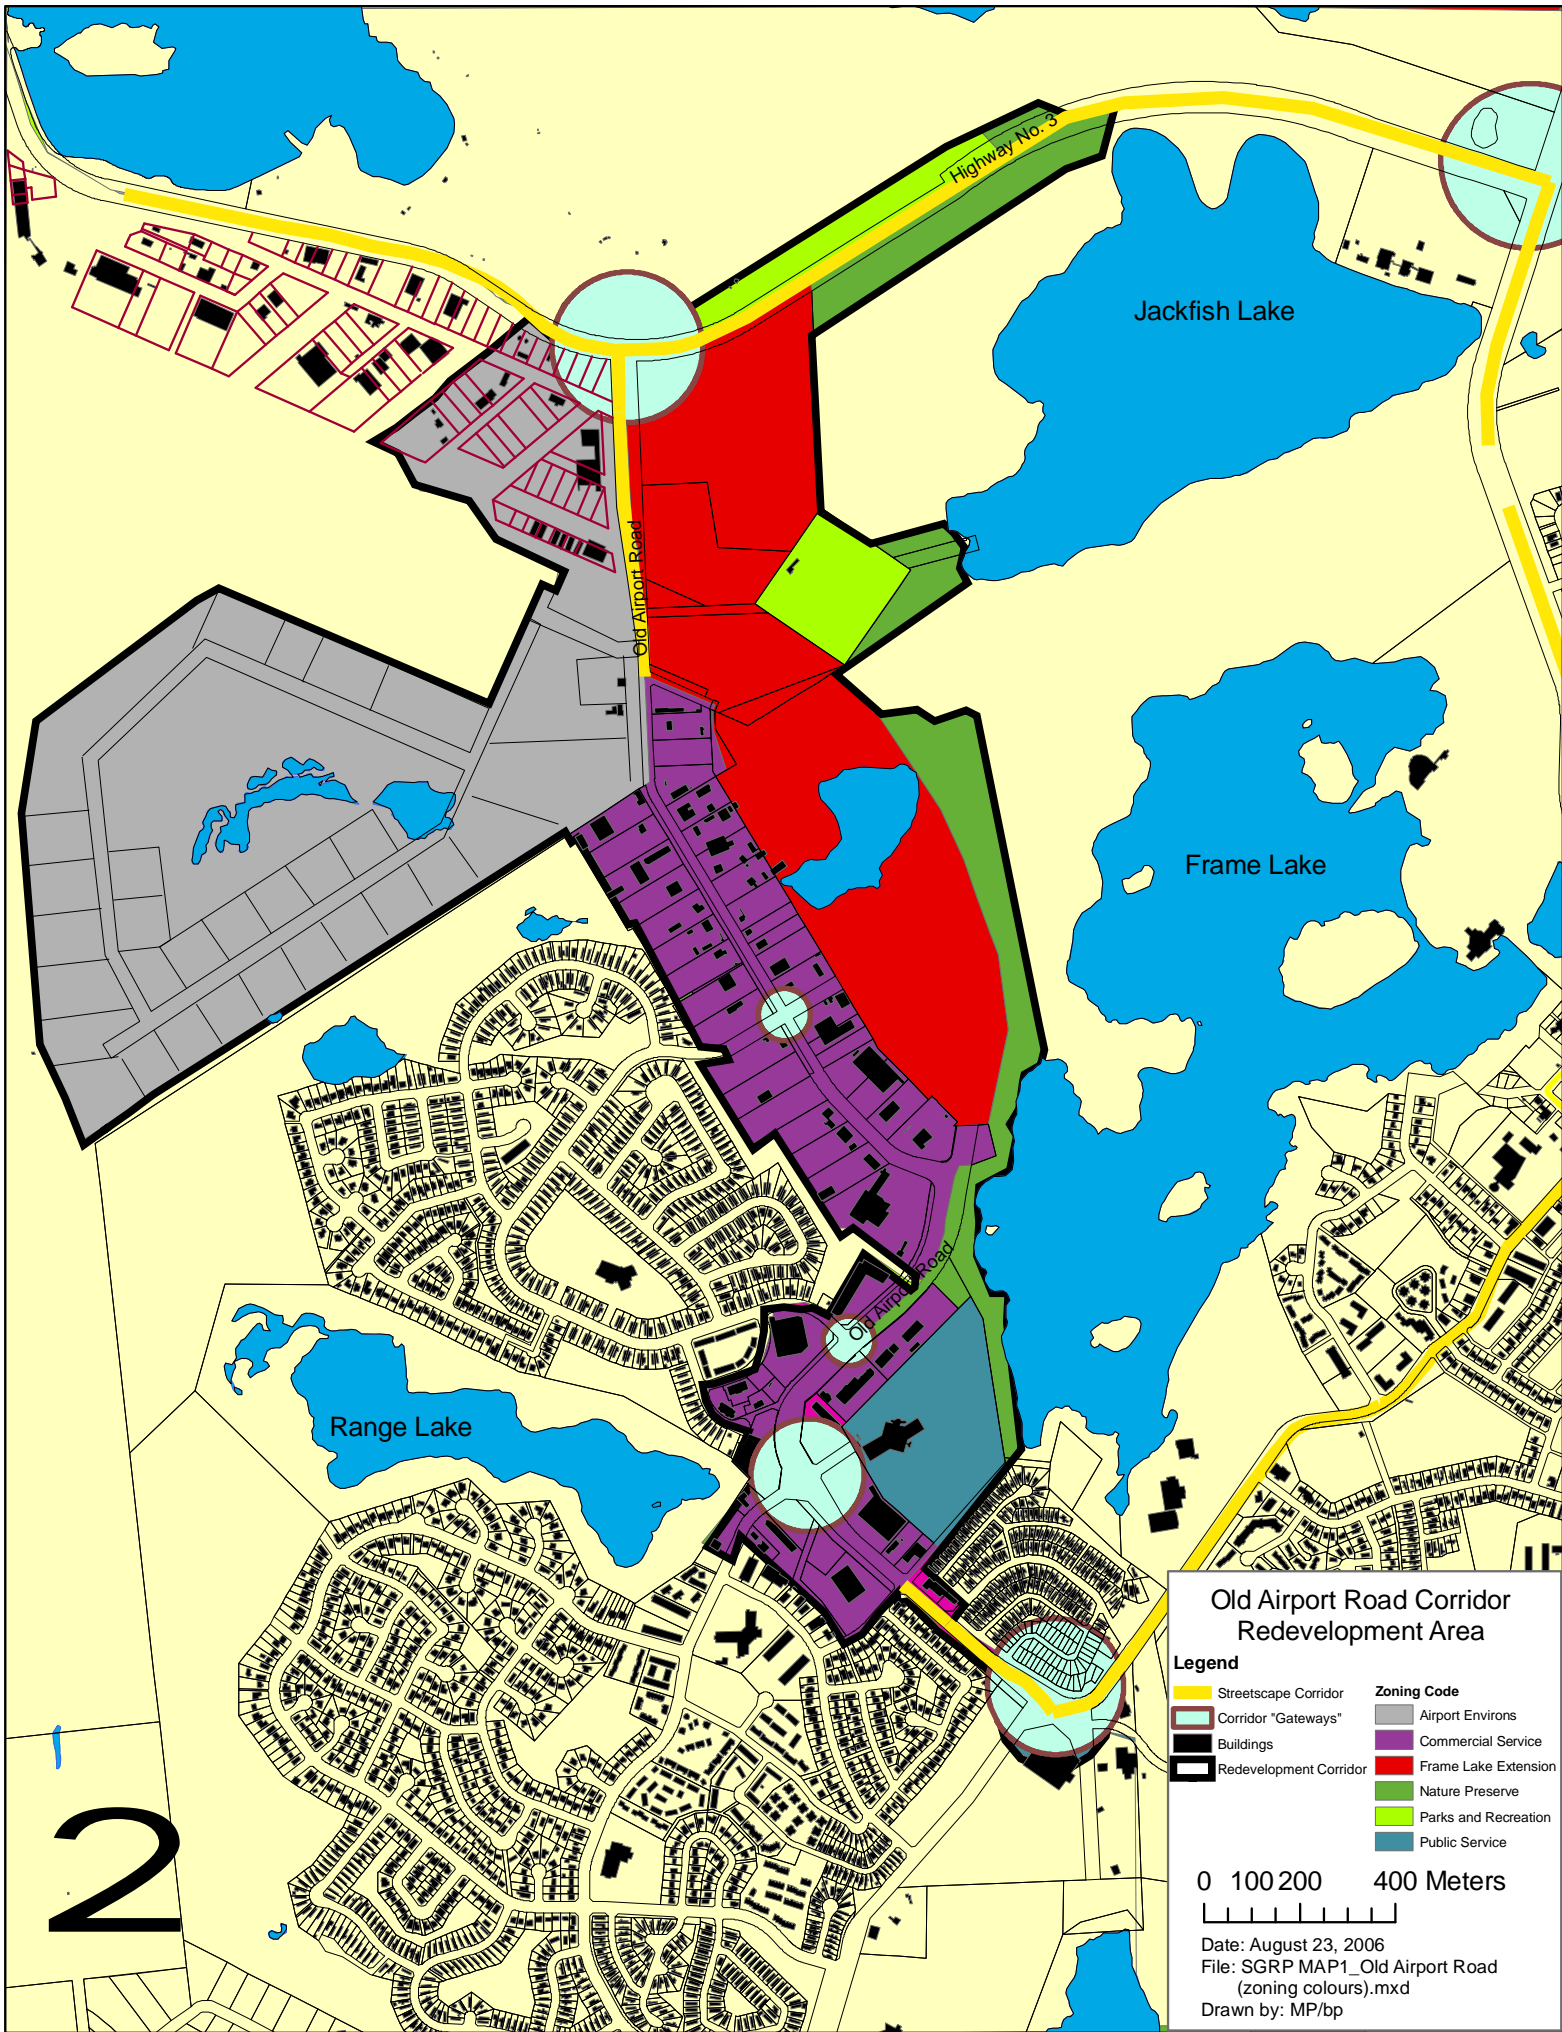 Highway No. 3
Jackfish Lake
Old Airport Road
Frame Lake
Old Airport Road
Range Lake
2
Old Airport Road Corridor
Redevelopment Area
Legend
Streetscape Corridor
Corridor "Gateways"
Buildings
Redevelopment Corridor
Zoning Code
Airport Environs
Commercial Service
Frame Lake Extension
Nature Preserve
Parks and Recreation
Public Service
0 100 200 400 Meters
Date: August 23, 2006
File: SGRP MAP1_Old Airport Road
(zoning colours).mxd
Drawn by: MP/bp